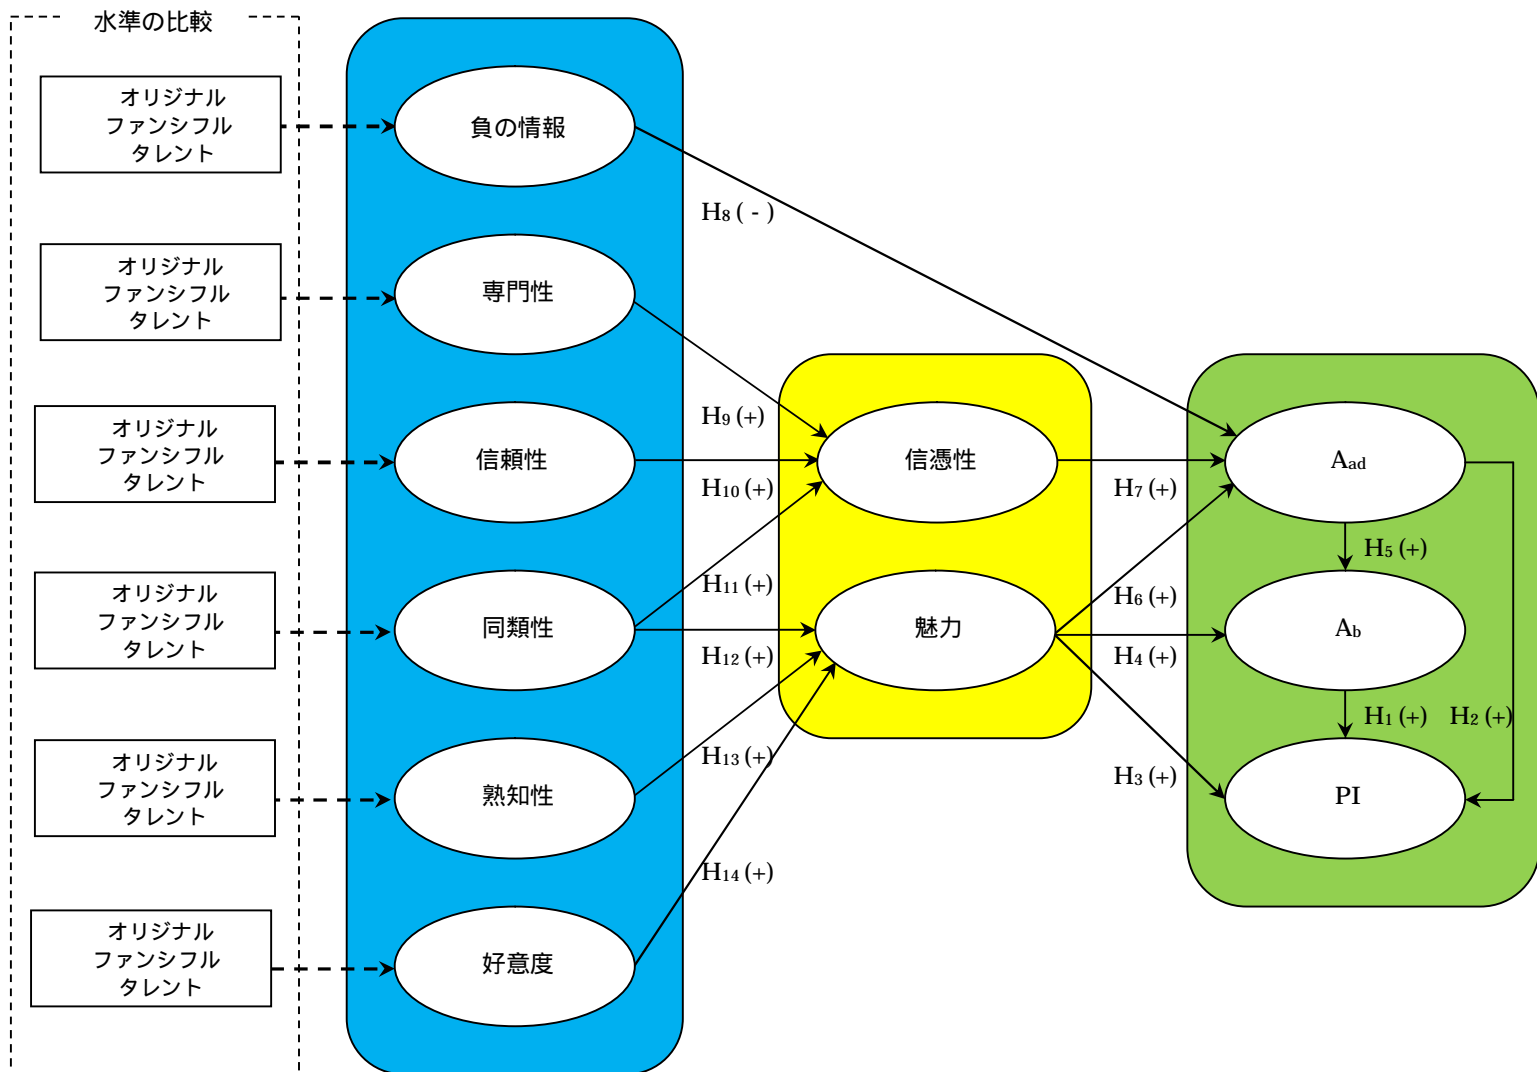 水準の比較
オリジナル
ファンシフル
タレント
負の情報
H8 ( - )
オリジナル
ファンシフル
タレント
専門性
H9 (+)
オリジナル
ファンシフル
タレント
信頼性
H10 (+)
信憑性
H7 (+)
Aad
H5 (+)
オリジナル
ファンシフル
タレント
同類性
H11 (+)
H12 (+)
魅力
H6 (+)
H4 (+)
Ab
H1 (+)
H2 (+)
オリジナル
ファンシフル
タレント
熟知性
H13 (+)
H3 (+)
PI
H14 (+)
オリジナル
ファンシフル
タレント
好意度